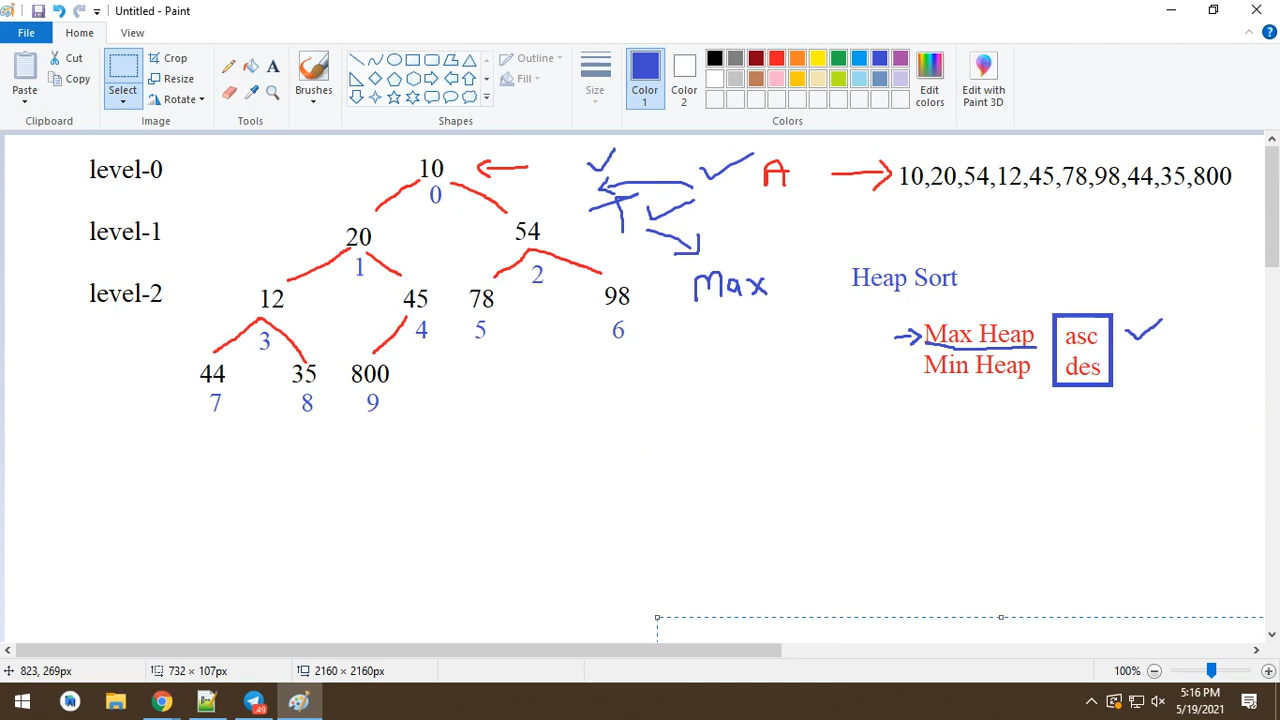 Untitled - Paint
File Home View
Paste Cut Copy
Select Crop Resize Rotate
Brushes
Outline Fill
Size
Color 1 Color 2
Edit colors
Edit with Paint 3D
Clipboard Image Tools Shapes Colors
level-0 10 A 10,20,54,12,45,78,98,44,35,800
0
level-1 20 54
1 2
level-2 12 45 78 98 Max Heap Sort
3 4 5 6
Max Heap asc
Min Heap des
44 35 800
7 8 9
823, 269px 732 × 107px 2160 × 2160px 100%
49
5:16 PM
5/19/2021